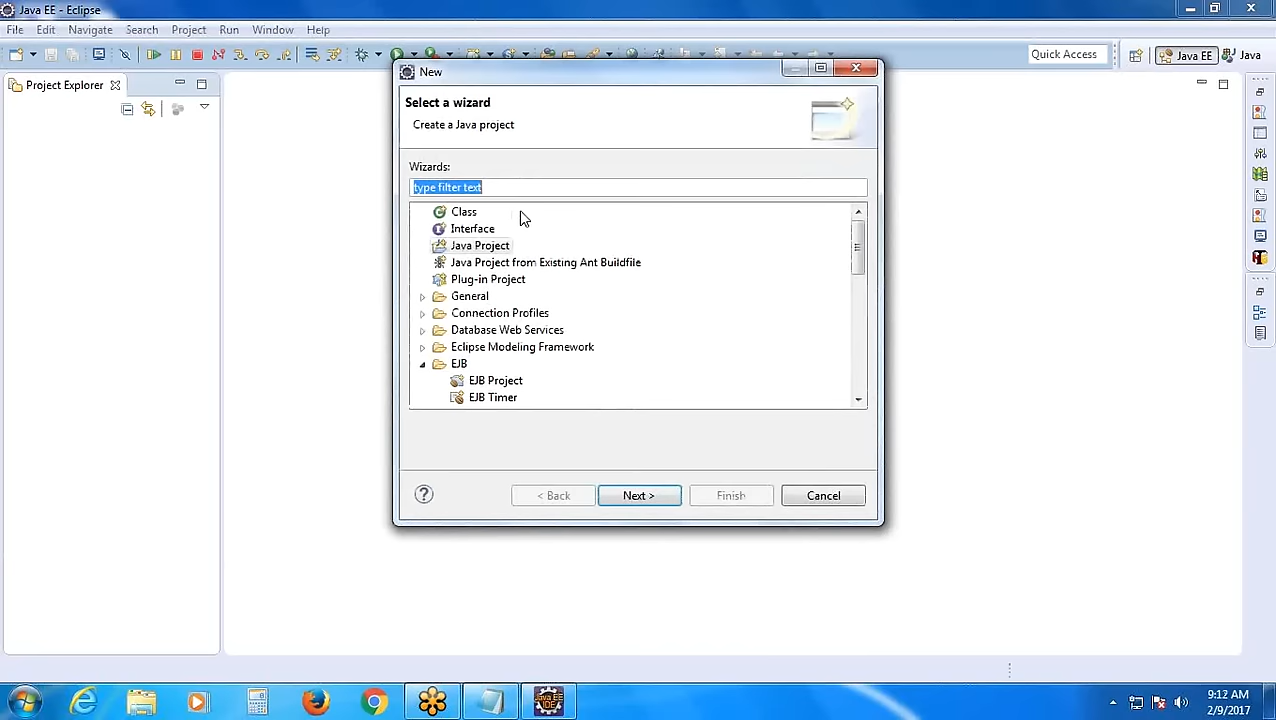 Java EE - Eclipse
File Edit Navigate Search Project Run Window Help
Quick Access
Java EE
Java
Project Explorer
New
Select a wizard
Create a Java project
Wizards:
type filter text
Class
Interface
Java Project
Java Project from Existing Ant Buildfile
Plug-in Project
General
Connection Profiles
Database Web Services
Eclipse Modeling Framework
EJB
EJB Project
EJB Timer
< Back
Next >
Finish
Cancel
Java EE
IDE
9:12 AM
2/9/2017